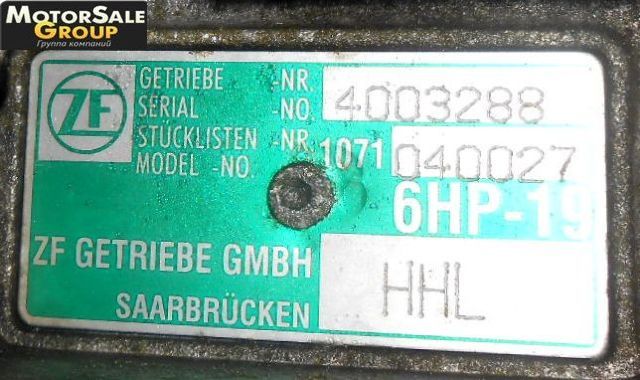 MOTORSALE
GROUP
Группа компаний
ZF
GETRIEBE -NR.
SERIAL -NO.
4003288
STÜCKLISTEN -NR.
MODEL -NO.
1071 040027
6HP-19
ZF GETRIEBE GMBH
SAARBRÜCKEN
HHL